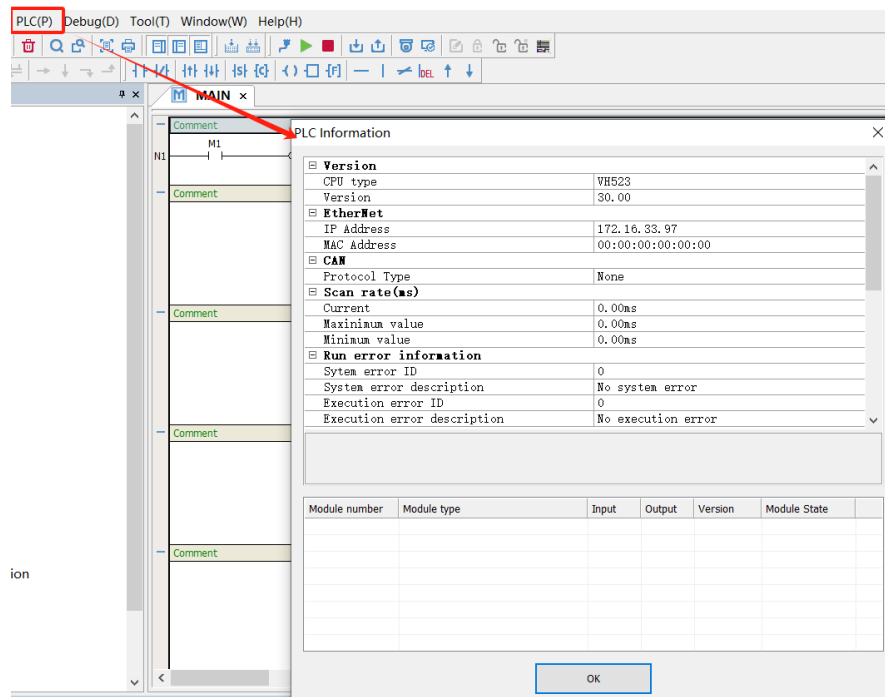 PLC(P) Debug(D) Tool(T) Window(W) Help(H)
MAIN
Comment
M1
N1
Comment
Comment
Comment
Comment
ion
PLC Information
Version
CPU type VH523
Version 30.00
EtherNet
IP Address 172.16.33.97
MAC Address 00:00:00:00:00:00
CAN
Protocol Type None
Scan rate(ms)
Current 0.00ms
Maxinimum value 0.00ms
Minimum value 0.00ms
Run error information
Sytem error ID 0
System error description No system error
Execution error ID 0
Execution error description No execution error
Module number Module type Input Output Version Module State
OK